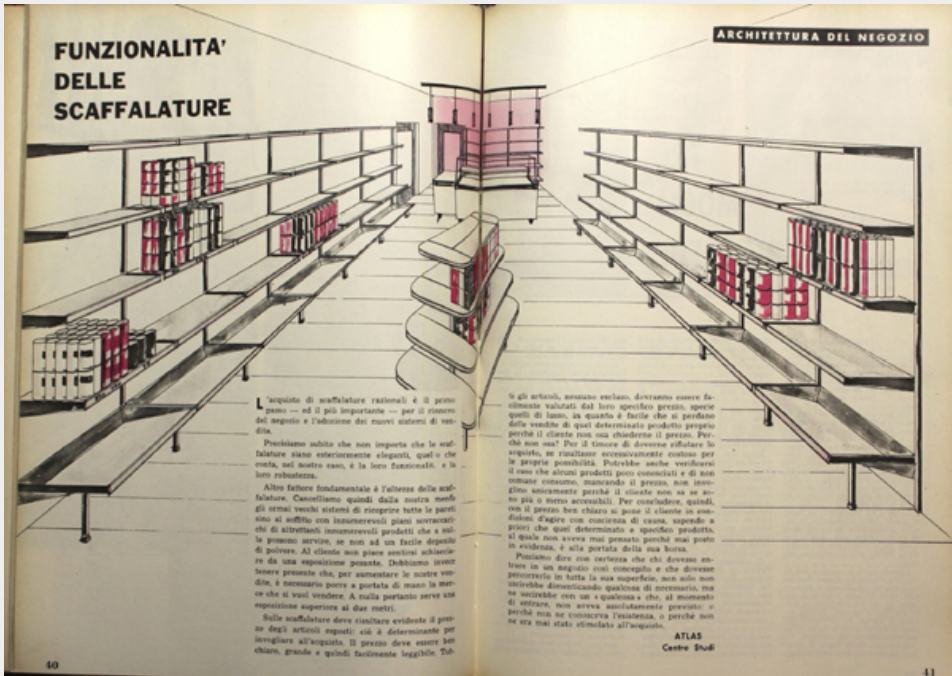 FUNZIONALITA'
DELLE
SCAFFALATURE
ARCHITETTURA DEL NEGOZIO
L'acquisto di scaffalature razionali è il primo
passo — ed il più importante — per il rinnovo
del negozio e l'adozione dei nuovi sistemi di ven-
dita.
Precisiamo subito che non importa che le scaf-
falature siano esteriormente eleganti, quel o che
conta, nel nostro caso, è la loro funzionalità e la
loro robustezza.
Altro fattore fondamentale è l'altezza delle scaf-
falature. Cancelliamo quindi dalla nostra mente
gli ormai vecchi sistemi di ricoprire tutte le pareti
sino al soffitto con innumerevoli piani sovraccari-
chi di altrettanti innumerevoli prodotti che a nul-
la possono servire, se non ad un facile deposito
di polvere. Al cliente non piace sentirsi schiaccia-
re da una esposizione pesante. Dobbiamo invece
tenere presente che, per aumentare le nostre ven-
dite, è necessario porre a portata di mano la mer-
ce che si vuol vendere. A nulla pertanto serve una
esposizione superiore ai due metri.
Sulle scaffalature deve risultare evidente il prez-
zo degli articoli esposti: ciò è determinante per
invogliare all'acquisto. Il prezzo deve essere ben
chiaro, grande e quindi facilmente leggibile. Tut-
40
ti gli articoli, nessuno escluso, dovranno essere fa-
cilmente valutati dal loro specifico prezzo, specie
quelli di lusso, in quanto è facile che si perdano
delle vendite di quel determinato prodotto proprio
perchè il cliente non osa chiederne il prezzo. Per-
chè non osa? Per il timore di doverne rifiutare lo
acquisto, se risultasse eccessivamente costoso per
le proprie possibilità. Potrebbe anche verificarsi
il caso che alcuni prodotti poco conosciuti e di non
comune consumo, mancando il prezzo, non invo-
glino unicamente perchè il cliente non sa se so-
no più o meno accessibili. Per concludere, quindi,
con il prezzo ben chiaro si pone il cliente in con-
dizioni d'agire con coscienza di causa, sapendo a
priori che quel determinato e specifico prodotto,
al quale non aveva mai pensato perchè mai posto
in evidenza, è alla portata della sua borsa.
Possiamo dire con certezza che chi dovesse en-
trare in un negozio così concepito e che dovesse
percorrerlo in tutta la sua superficie, non solo non
uscirebbe dimenticando qualcosa di necessario, ma
ne uscirebbe con un «qualcosa» che, al momento
di entrare, non aveva assolutamente previsto: o
perchè non ne conosceva l'esistenza, o perchè non
ne era mai stato stimolato all'acquisto.
ATLAS
Centro Studi
41